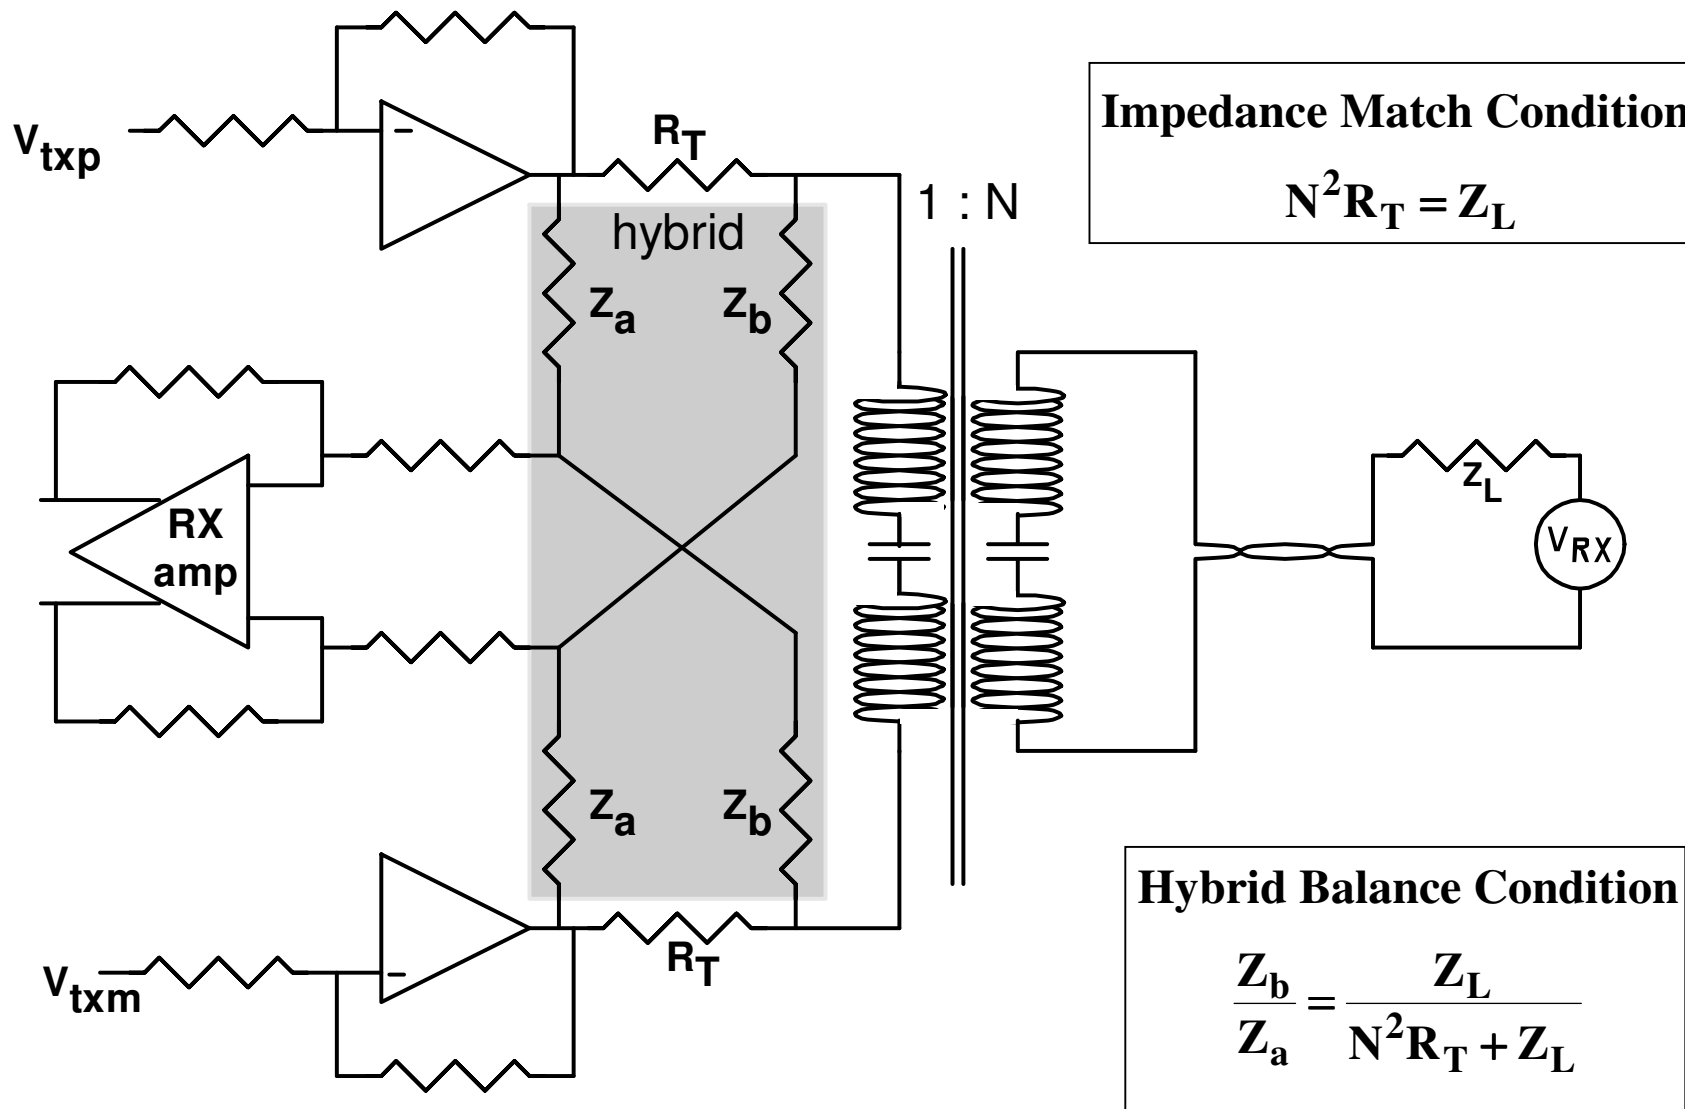 Impedance Match Condition
N²R_T = Z_L
V_txp
−
R_T
1 : N
hybrid
Z_a
Z_b
RX
amp
Z_L
V_RX
Z_a
Z_b
Hybrid Balance Condition
Z_b / Z_a = Z_L / (N²R_T + Z_L)
R_T
V_txm
−